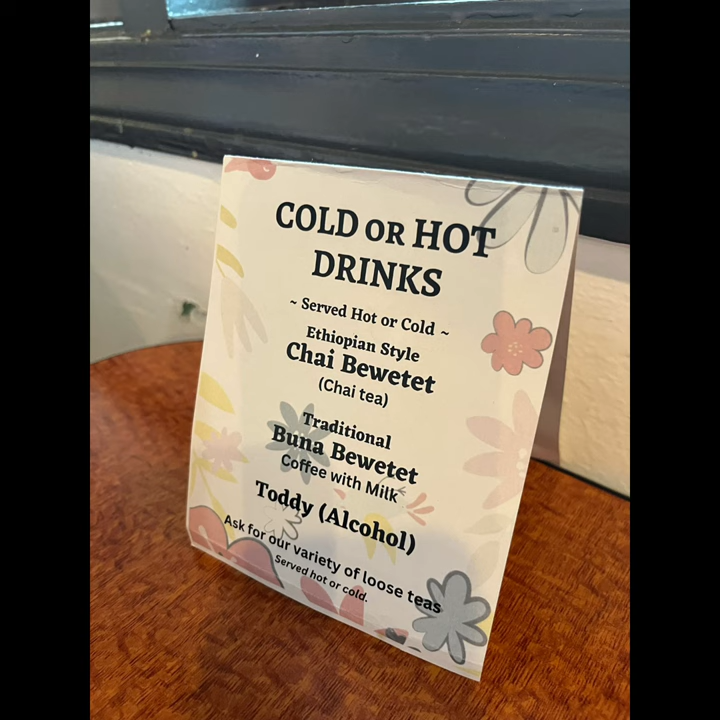 COLD OR HOT
DRINKS
~ Served Hot or Cold ~
Ethiopian Style
Chai Bewetet
(Chai tea)
Traditional
Buna Bewetet
Coffee with Milk
Toddy (Alcohol)
Ask for our variety of loose teas
Served hot or cold.